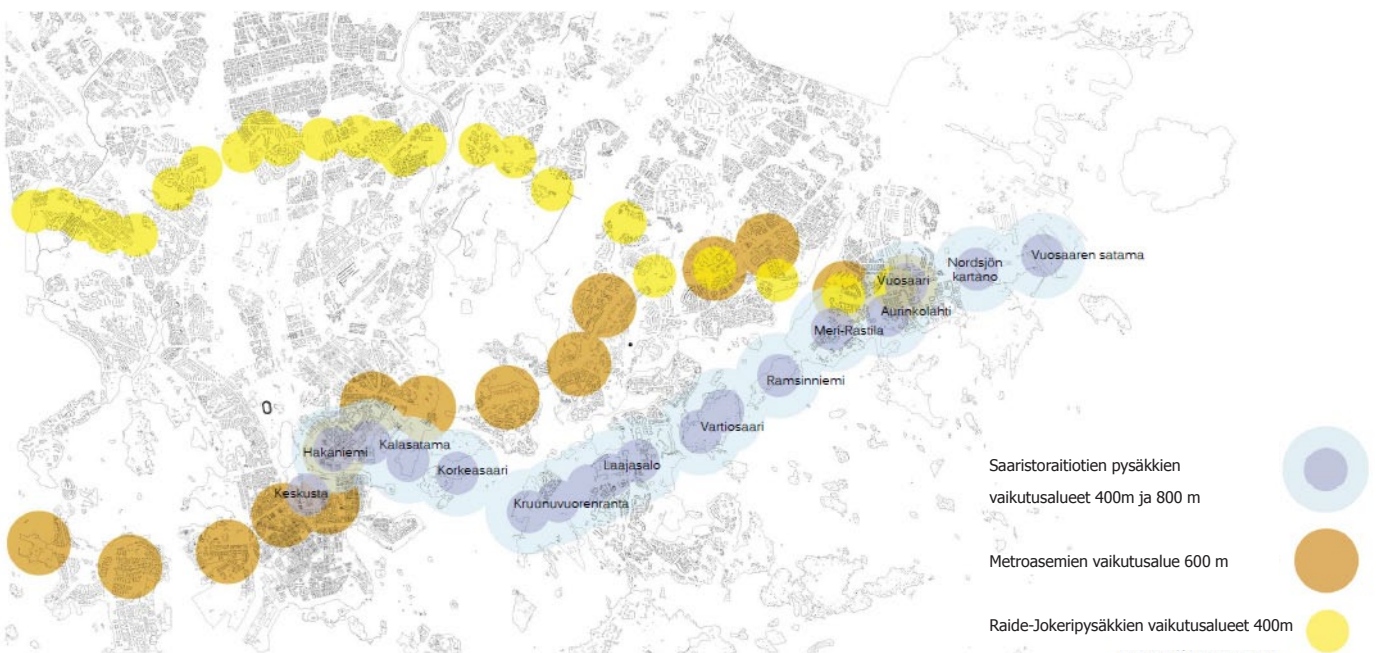 Vuosaaren satama
Nordsjön
kartano
Vuosaari
Aurinkolahti
Meri-Rastila
Ramsinniemi
Vartiosaari
Kalasatama
Hakaniemi
Korkeasaari
Laajasalo
Keskusta
Kruunuvuorenranta
Saaristoraitiotien pysäkkien
vaikutusalueet 400m ja 800 m
Metroasemien vaikutusalue 600 m
Raide-Jokeripysäkkien vaikutusalueet 400m